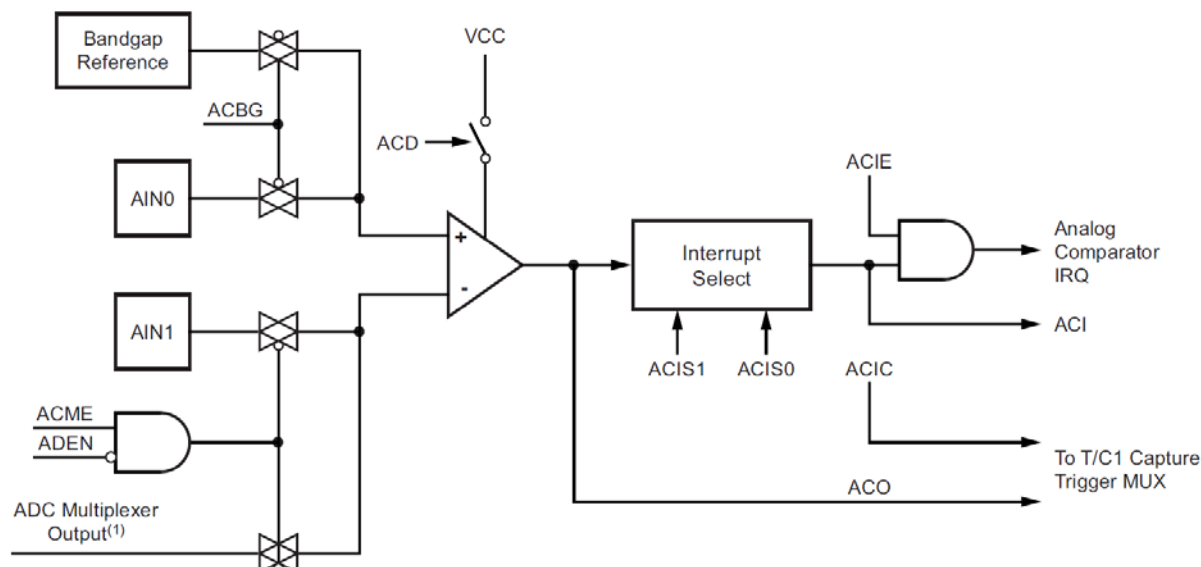 Bandgap
Reference
VCC
ACBG
ACD
AIN0
ACIE
+
-
Interrupt
Select
Analog
Comparator
IRQ
AIN1
ACI
ACIS1 ACIS0 ACIC
ACME
ADEN
To T/C1 Capture
Trigger MUX
ACO
ADC Multiplexer
Output(1)